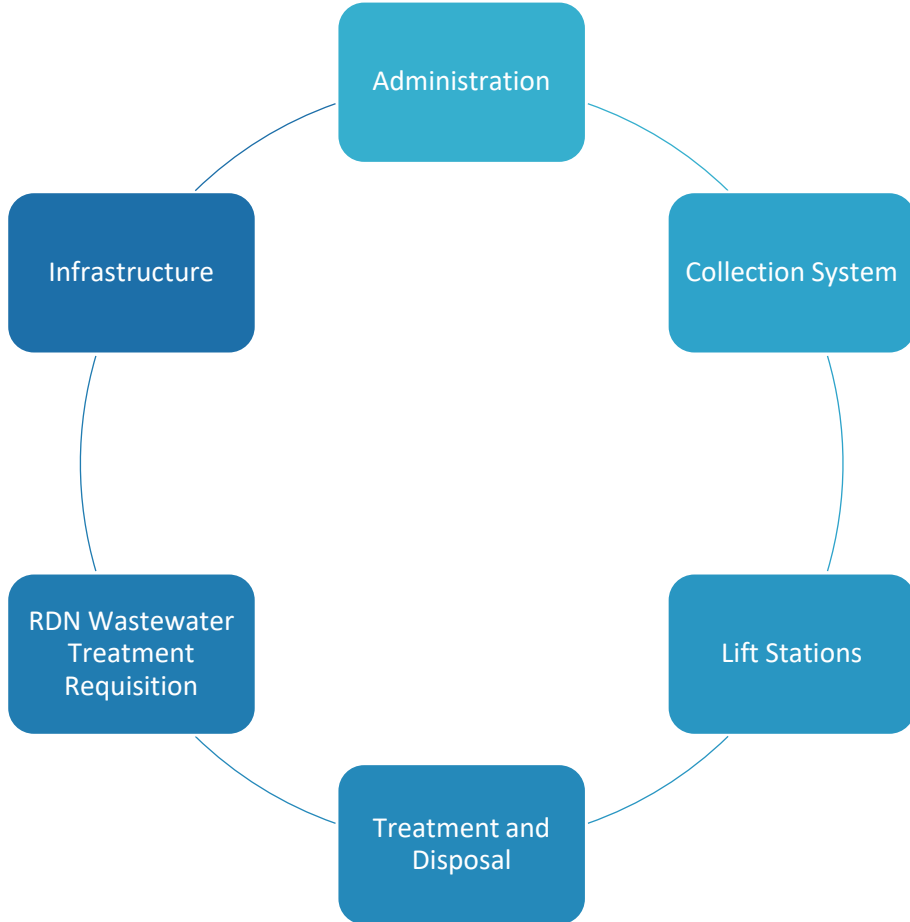 Administration
Collection System
Lift Stations
Treatment and
Disposal
RDN Wastewater
Treatment
Requisition
Infrastructure